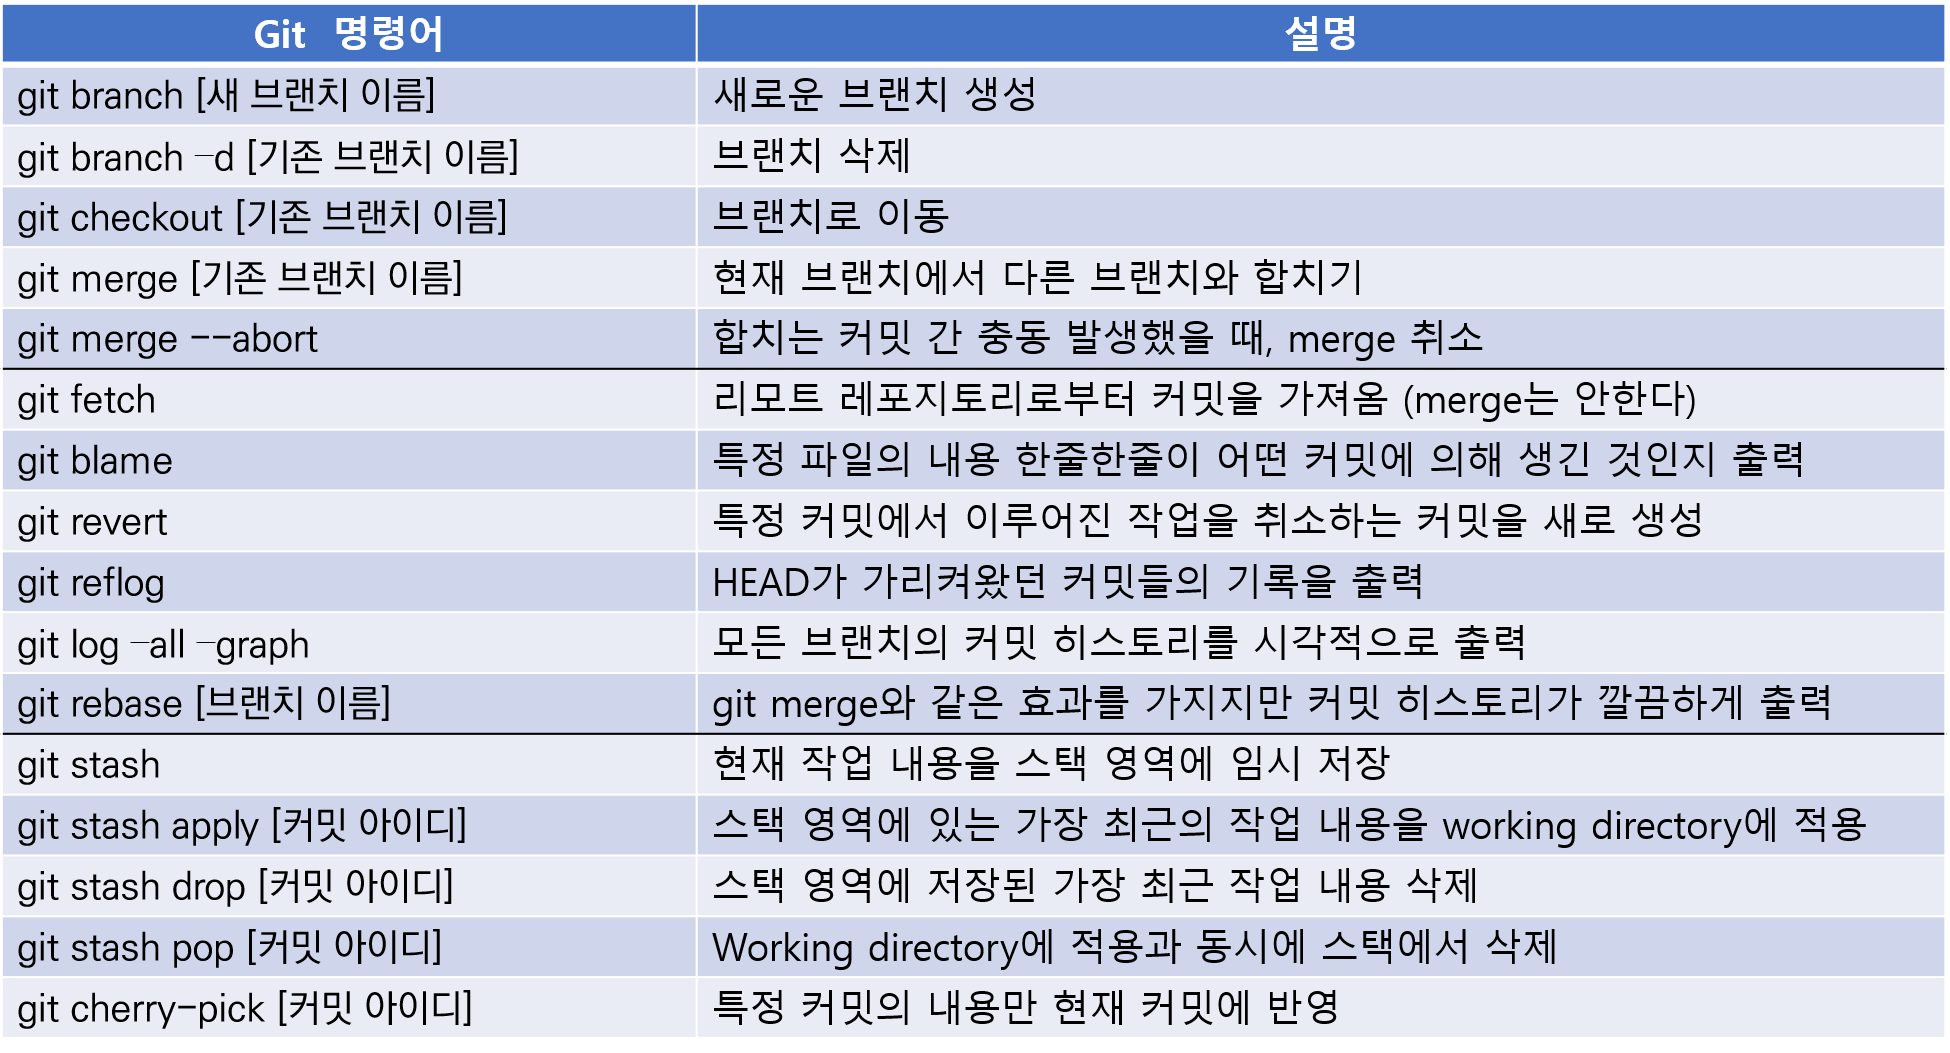 Git 명령어 설명
git branch [새 브랜치 이름] 새로운 브랜치 생성
git branch –d [기존 브랜치 이름] 브랜치 삭제
git checkout [기존 브랜치 이름] 브랜치로 이동
git merge [기존 브랜치 이름] 현재 브랜치에서 다른 브랜치와 합치기
git merge --abort 합치는 커밋 간 충동 발생했을 때, merge 취소
git fetch 리모트 레포지토리로부터 커밋을 가져옴 (merge는 안한다)
git blame 특정 파일의 내용 한줄한줄이 어떤 커밋에 의해 생긴 것인지 출력
git revert 특정 커밋에서 이루어진 작업을 취소하는 커밋을 새로 생성
git reflog HEAD가 가리켜왔던 커밋들의 기록을 출력
git log –all –graph 모든 브랜치의 커밋 히스토리를 시각적으로 출력
git rebase [브랜치 이름] git merge와 같은 효과를 가지지만 커밋 히스토리가 깔끔하게 출력
git stash 현재 작업 내용을 스택 영역에 임시 저장
git stash apply [커밋 아이디] 스택 영역에 있는 가장 최근의 작업 내용을 working directory에 적용
git stash drop [커밋 아이디] 스택 영역에 저장된 가장 최근 작업 내용 삭제
git stash pop [커밋 아이디] Working directory에 적용과 동시에 스택에서 삭제
git cherry-pick [커밋 아이디] 특정 커밋의 내용만 현재 커밋에 반영